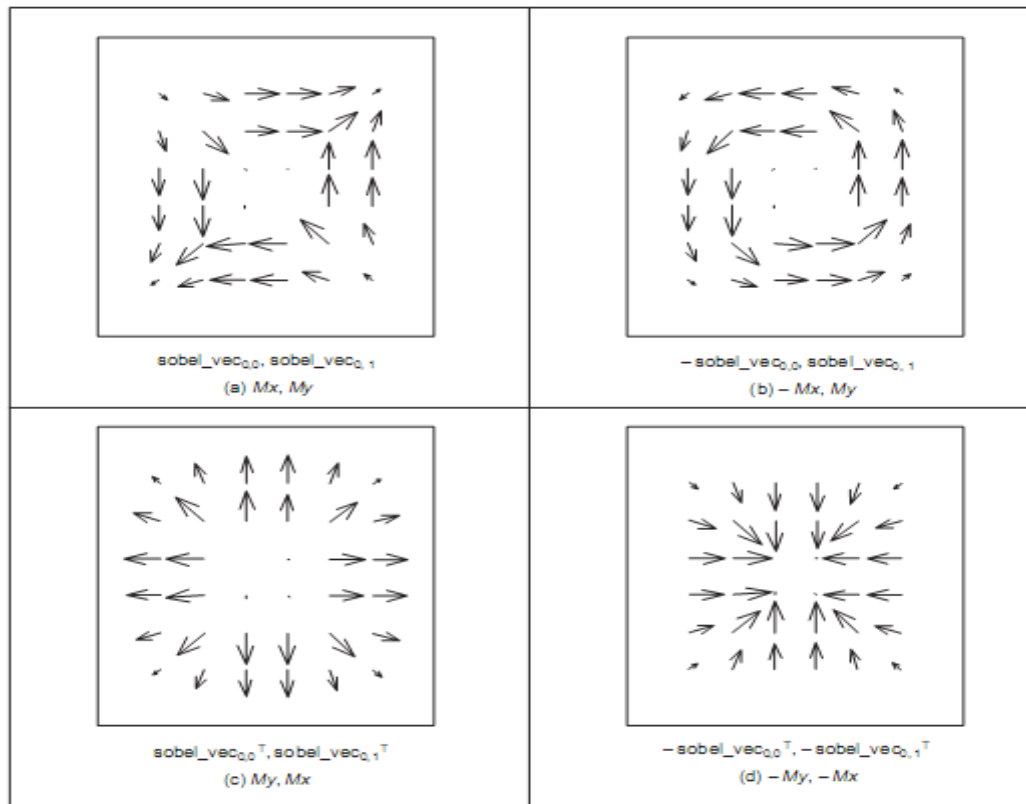 sobel_vec0,0, sobel_vec0, 1
(a) Mx, My
−sobel_vec0,0, sobel_vec0, 1
(b) – Mx, My
sobel_vec0,0ᵀ, sobel_vec0, 1ᵀ
(c) My, Mx
−sobel_vec0,0ᵀ, −sobel_vec0, 1ᵀ
(d) – My, – Mx